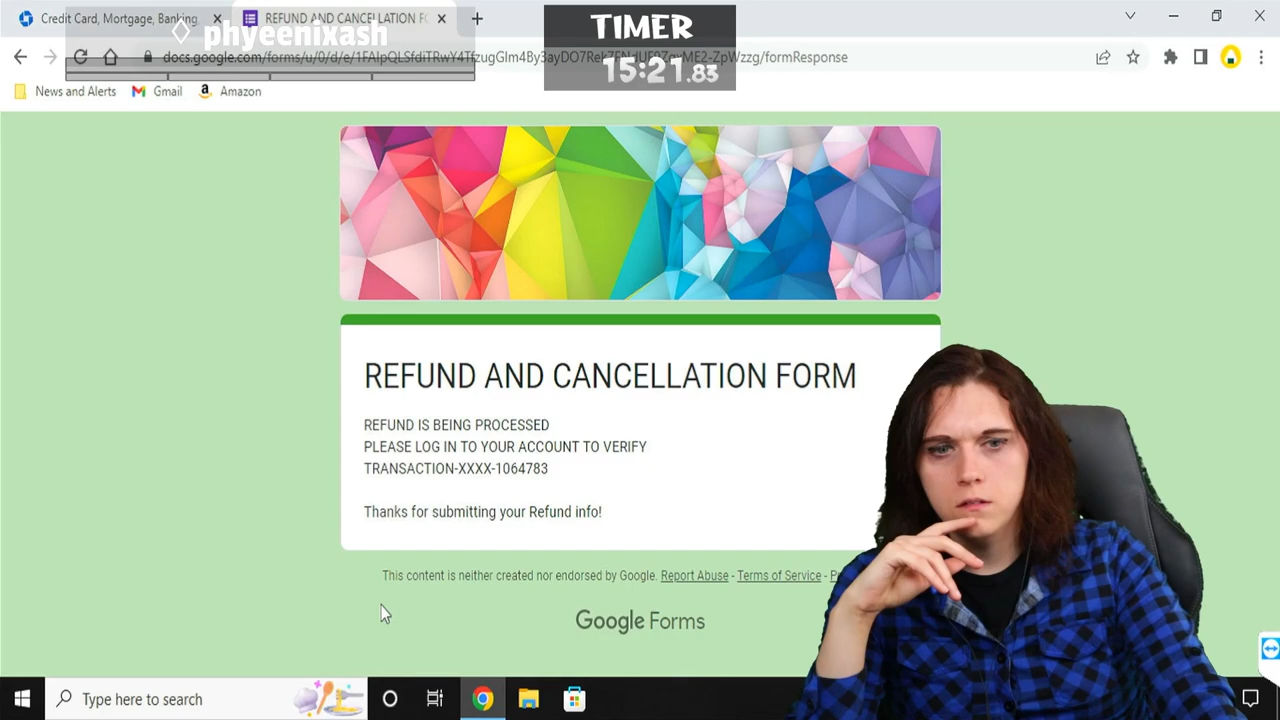 Credit Card, Mortgage, Banking
REFUND AND CANCELLATION FO
phyeenixash
TIMER
15:21.83
News and Alerts
Gmail
Amazon
REFUND AND CANCELLATION FORM
REFUND IS BEING PROCESSED
PLEASE LOG IN TO YOUR ACCOUNT TO VERIFY
TRANSACTION-XXXX-1064783
Thanks for submitting your Refund info!
This content is neither created nor endorsed by Google. Report Abuse - Terms of Service - P
Google Forms
Type here to search